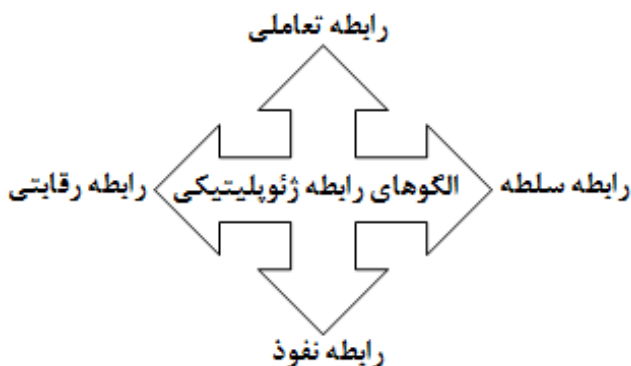 رابطه تعاملی
رابطه سلطه
الگوهای رابطه ژئوپلیتیکی
رابطه رقابتی
رابطه نفوذ